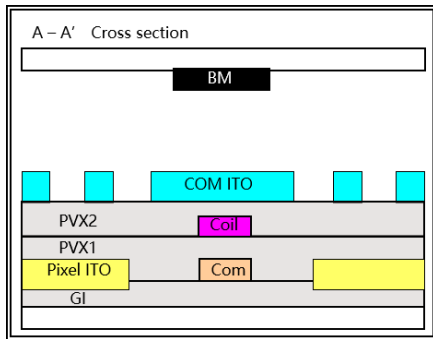 A – A′ Cross section
BM
COM ITO
PVX2
Coil
PVX1
Pixel ITO
Com
GI